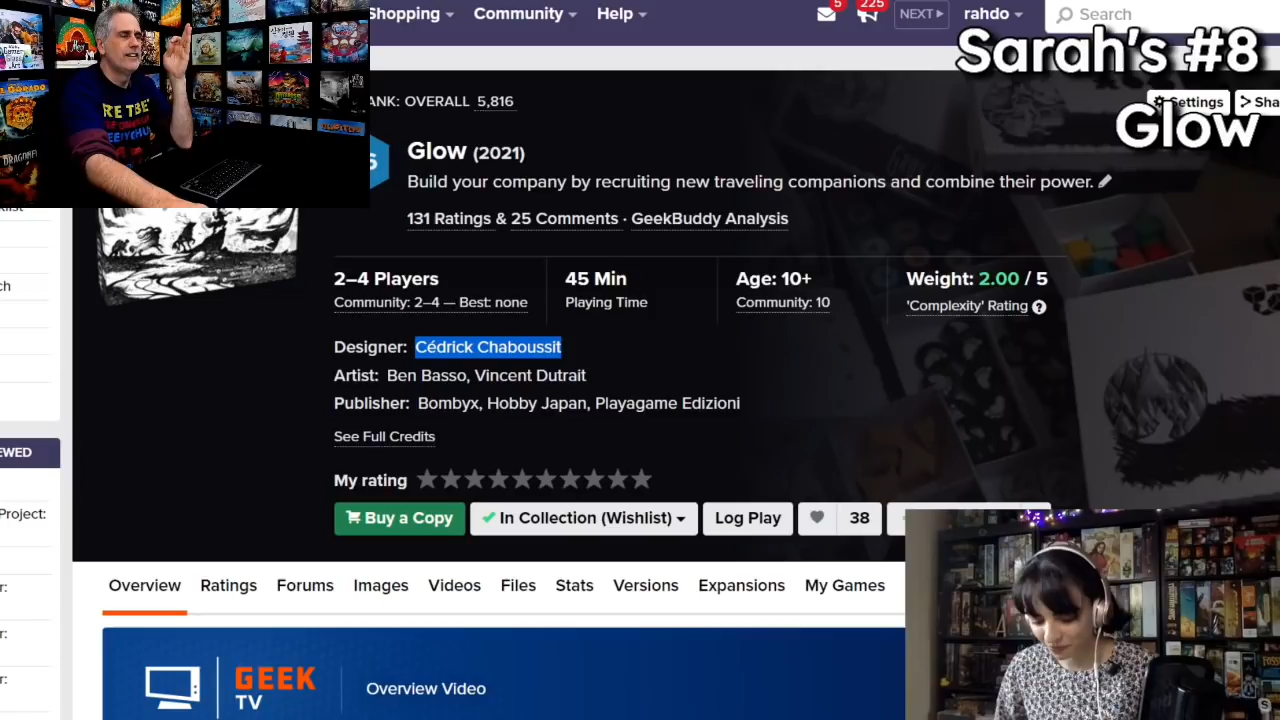 Shopping
Community
Help
5
225
NEXT
rahdo
Search
Sarah's #8
Glow
RANK: OVERALL 5,816
Settings
Glow (2021)
Build your company by recruiting new traveling companions and combine their power.
131 Ratings & 25 Comments · GeekBuddy Analysis
2–4 Players
45 Min
Age: 10+
Weight: 2.00 / 5
Community: 2–4 — Best: none
Playing Time
Community: 10
'Complexity' Rating
Designer: Cédrick Chaboussit
Artist: Ben Basso, Vincent Dutrait
Publisher: Bombyx, Hobby Japan, Playagame Edizioni
See Full Credits
My rating
Buy a Copy
In Collection (Wishlist)
Log Play
38
Project:
Overview
Ratings
Forums
Images
Videos
Files
Stats
Versions
Expansions
My Games
GEEK
TV
Overview Video